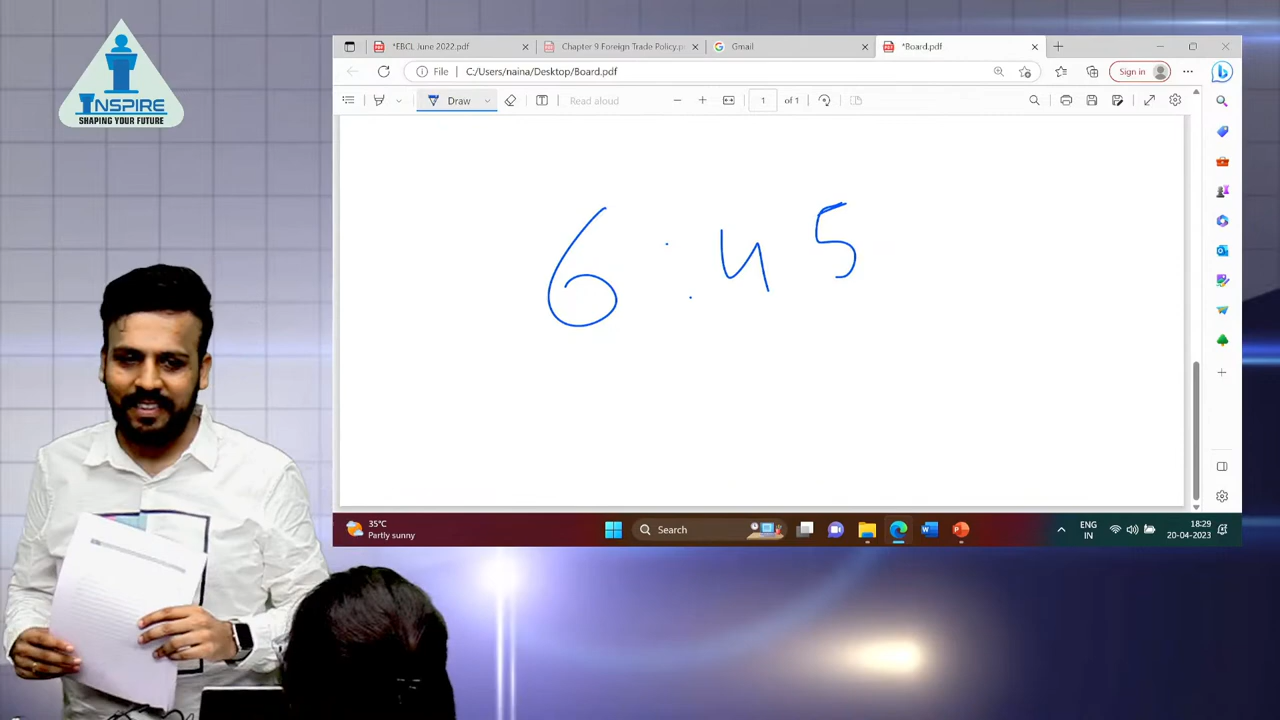 INSPIRE
SHAPING YOUR FUTURE
*EBCL June 2022.pdf
Chapter 9 Foreign Trade Policy.p
Gmail
*Board.pdf
File
C:/Users/naina/Desktop/Board.pdf
Sign in
Draw
Read aloud
1
of 1
6:45
35°C
Partly sunny
Search
ENG
IN
18:29
20-04-2023